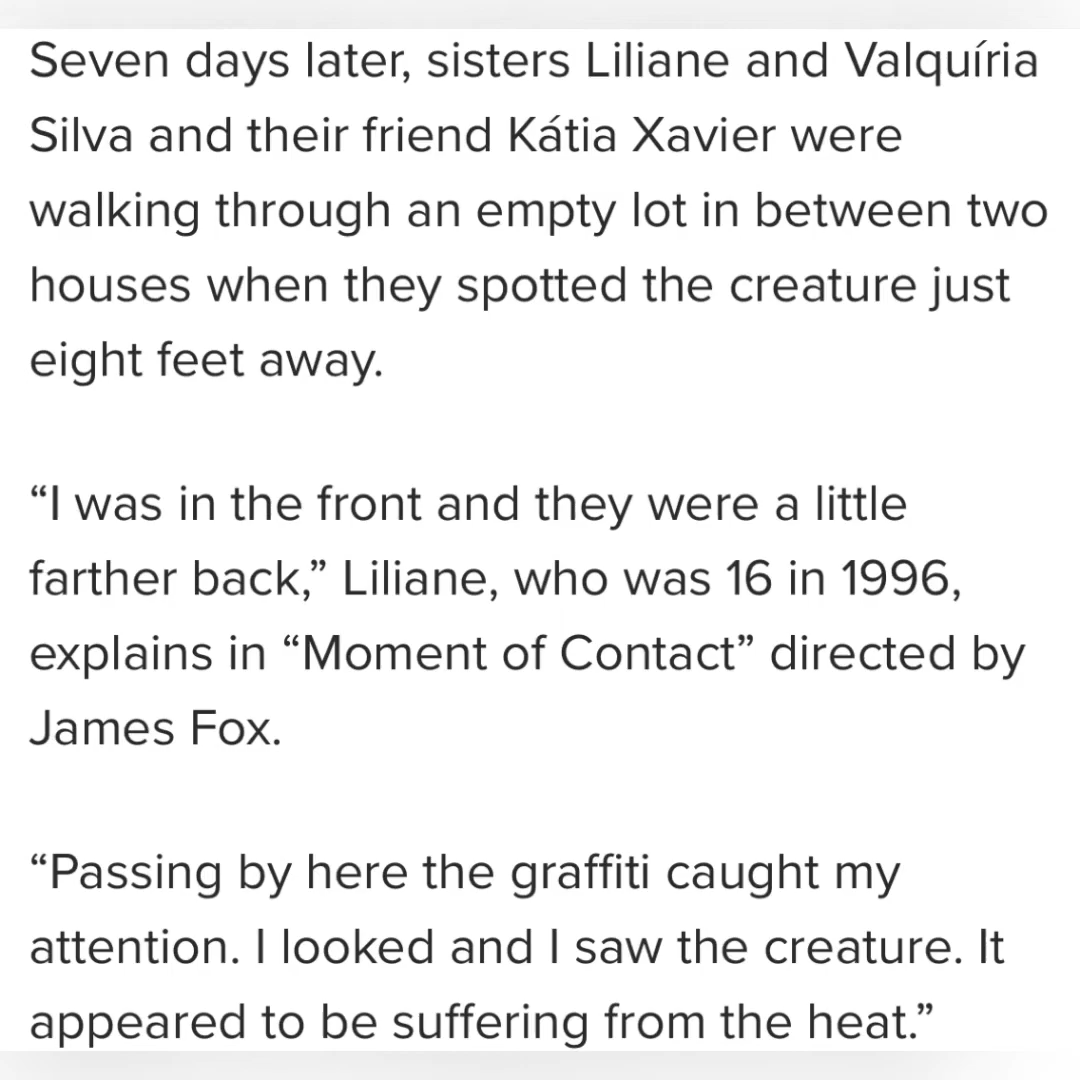 Seven days later, sisters Liliane and Valquíria
Silva and their friend Kátia Xavier were
walking through an empty lot in between two
houses when they spotted the creature just
eight feet away.
“I was in the front and they were a little
farther back,” Liliane, who was 16 in 1996,
explains in “Moment of Contact” directed by
James Fox.
“Passing by here the graffiti caught my
attention. I looked and I saw the creature. It
appeared to be suffering from the heat.”